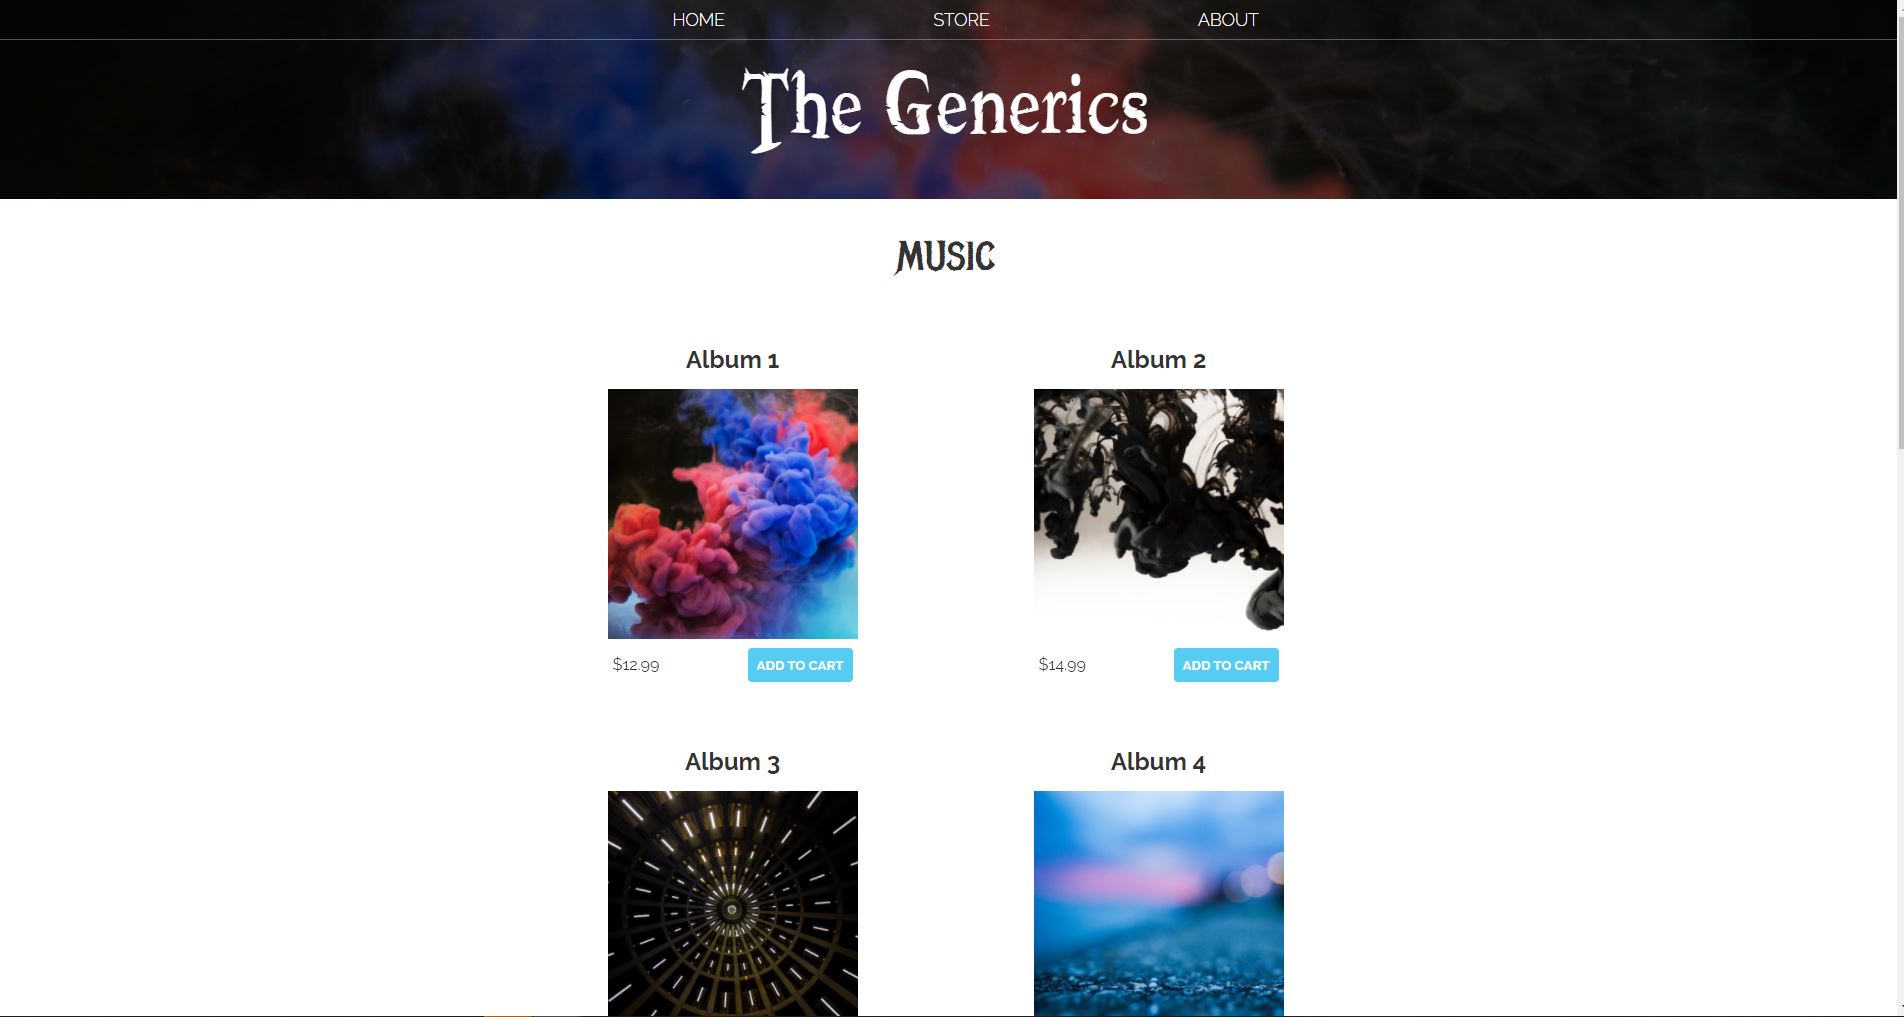 HOME STORE ABOUT
The Generics
MUSIC
Album 1 Album 2
$12.99 ADD TO CART $14.99 ADD TO CART
Album 3 Album 4